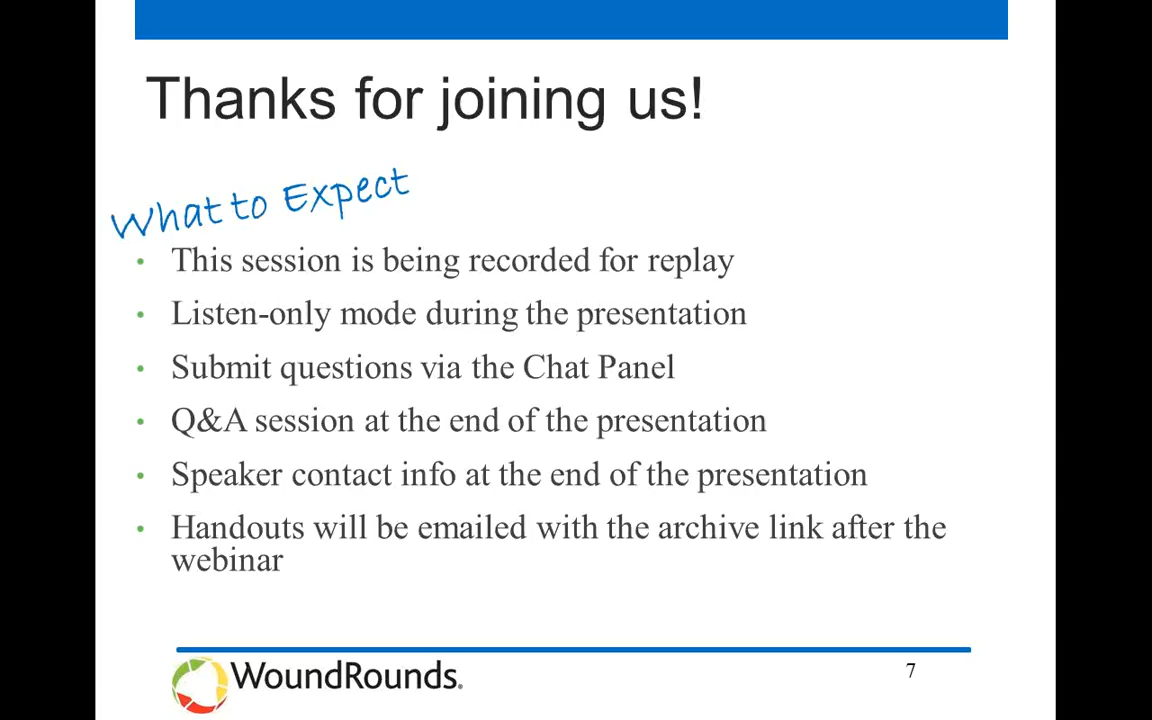 Thanks for joining us!
What to Expect
• This session is being recorded for replay
• Listen-only mode during the presentation
• Submit questions via the Chat Panel
• Q&A session at the end of the presentation
• Speaker contact info at the end of the presentation
• Handouts will be emailed with the archive link after the
webinar
WoundRounds.
7